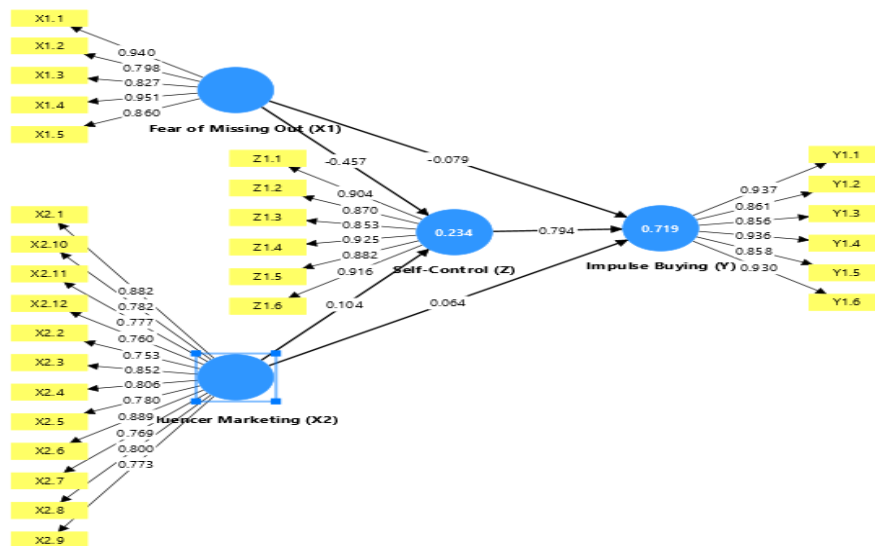 X1.1
X1.2
X1.3
X1.4
X1.5
0.940
0.798
0.827
0.951
0.860
Fear of Missing Out (X1)
-0.457
-0.079
Z1.1
Z1.2
Z1.3
Z1.4
Z1.5
Z1.6
0.904
0.870
0.853
0.925
0.882
0.916
0.234
Self-Control (Z)
0.794
0.719
Impulse Buying (Y)
0.937
0.861
0.856
0.936
0.858
0.930
Y1.1
Y1.2
Y1.3
Y1.4
Y1.5
Y1.6
X2.1
X2.10
X2.11
X2.12
X2.2
X2.3
X2.4
X2.5
X2.6
X2.7
X2.8
X2.9
0.882
0.782
0.777
0.760
0.753
0.852
0.806
0.780
0.889
0.769
0.800
0.773
0.104
0.064
luencer Marketing (X2)